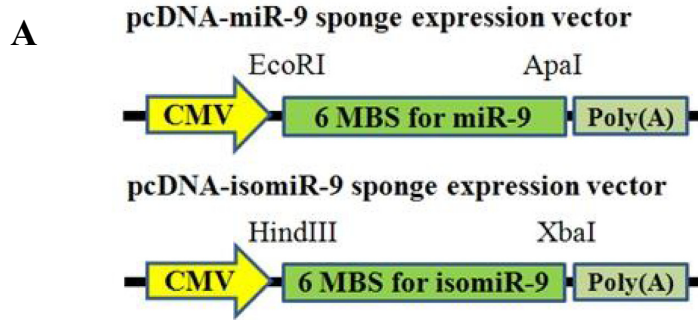 A
pcDNA-miR-9 sponge expression vector
EcoRI ApaI
CMV 6 MBS for miR-9 Poly(A)
pcDNA-isomiR-9 sponge expression vector
HindIII XbaI
CMV 6 MBS for isomiR-9 Poly(A)